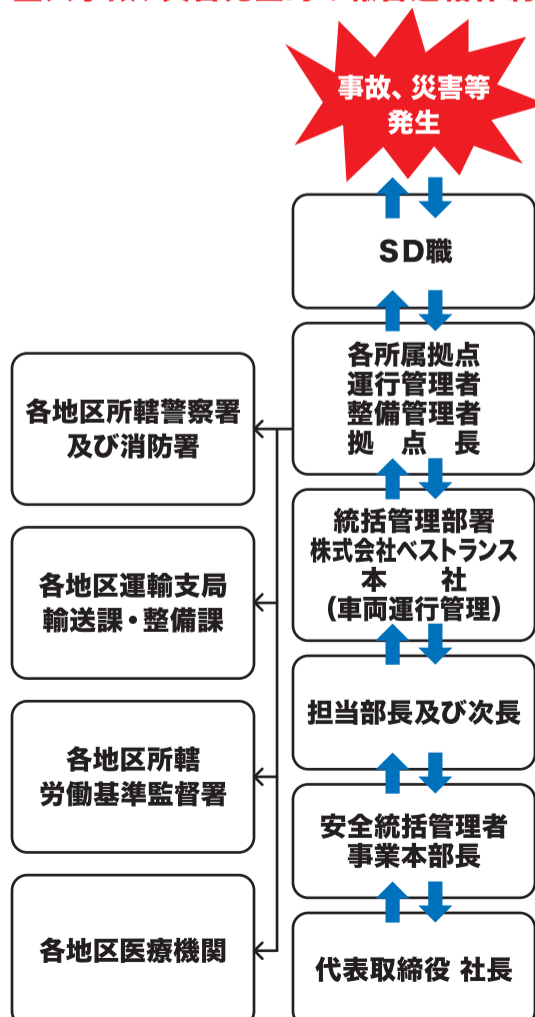 事故、災害等
発生
SD職
各所属拠点
運行管理者
整備管理者
拠 点 長
統括管理部署
株式会社ベストランス
本 社
(車両運行管理)
担当部長及び次長
安全統括管理者
事業本部長
代表取締役 社長
各地区所轄警察署
及び消防署
各地区運輸支局
輸送課・整備課
各地区所轄
労働基準監督署
各地区医療機関